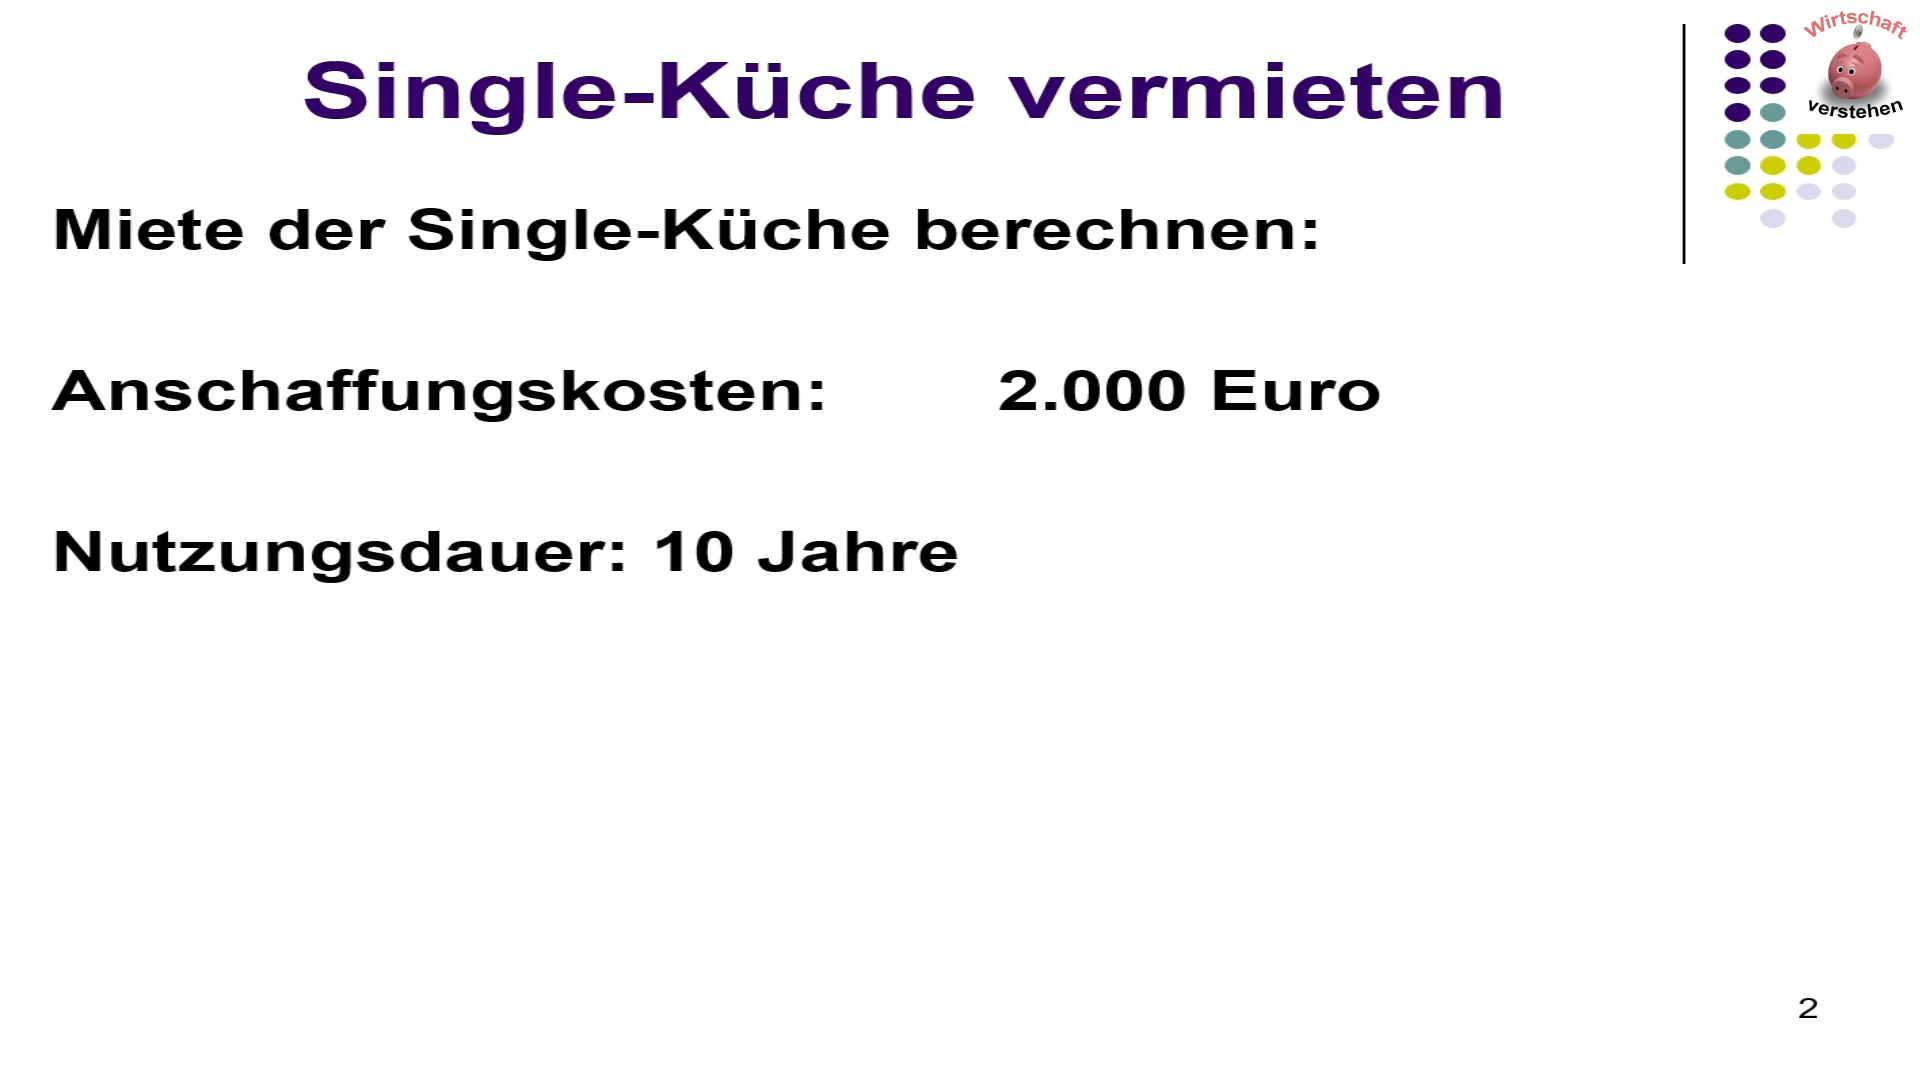 Wirtschaft
verstehen
Single-Küche vermieten
Miete der Single-Küche berechnen:
Anschaffungskosten: 2.000 Euro
Nutzungsdauer: 10 Jahre
2